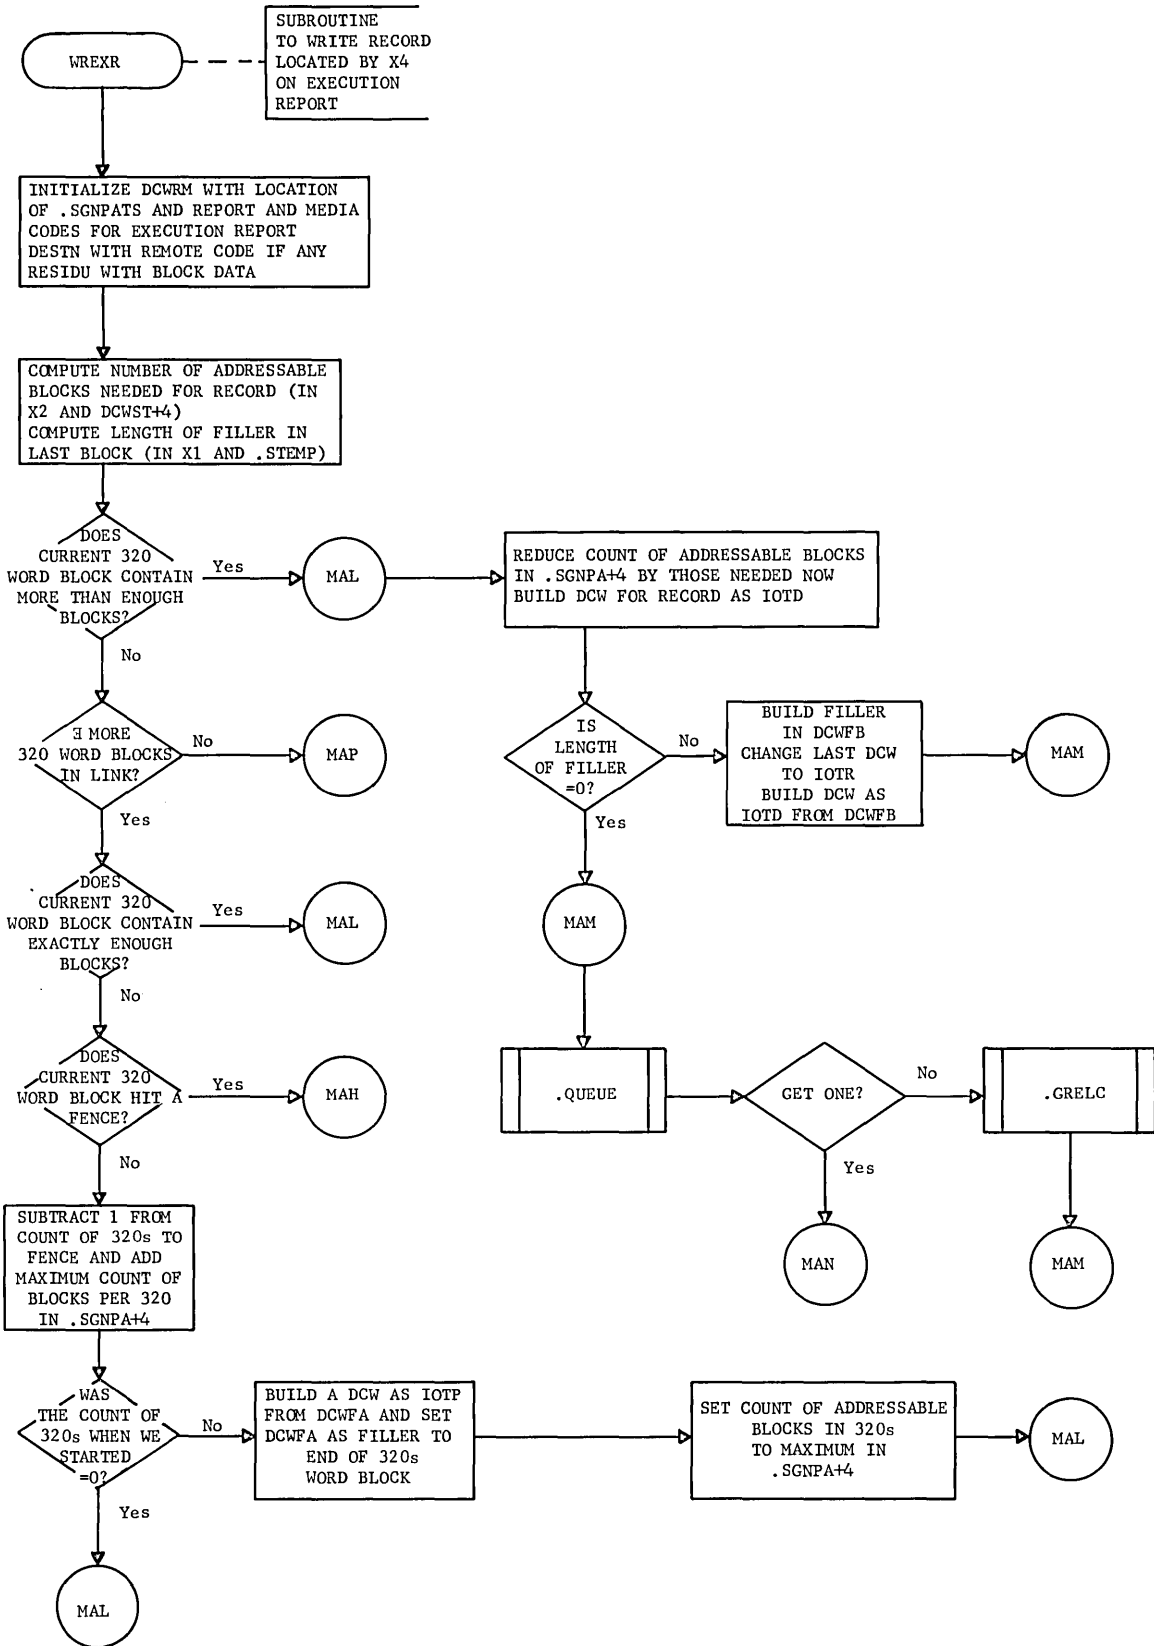 WREXR
SUBROUTINE
TO WRITE RECORD
LOCATED BY X4
ON EXECUTION
REPORT
INITIALIZE DCWRM WITH LOCATION
OF .SGNPATS AND REPORT AND MEDIA
CODES FOR EXECUTION REPORT
DESTN WITH REMOTE CODE IF ANY
RESIDU WITH BLOCK DATA
COMPUTE NUMBER OF ADDRESSABLE
BLOCKS NEEDED FOR RECORD (IN
X2 AND DCWST+4)
COMPUTE LENGTH OF FILLER IN
LAST BLOCK (IN X1 AND .STEMP)
DOES
CURRENT 320
WORD BLOCK CONTAIN
MORE THAN ENOUGH
BLOCKS?
Yes
MAL
No
REDUCE COUNT OF ADDRESSABLE BLOCKS
IN .SGNPA+4 BY THOSE NEEDED NOW
BUILD DCW FOR RECORD AS IOTD
∃ MORE
320 WORD BLOCKS
IN LINK?
No
MAP
Yes
IS
LENGTH
OF FILLER
=0?
No
Yes
BUILD FILLER
IN DCWFB
CHANGE LAST DCW
TO IOTR
BUILD DCW AS
IOTD FROM DCWFB
MAM
DOES
CURRENT 320
WORD BLOCK CONTAIN
EXACTLY ENOUGH
BLOCKS?
Yes
MAL
No
MAM
DOES
CURRENT 320
WORD BLOCK HIT A
FENCE?
Yes
MAH
No
.QUEUE
GET ONE?
No
.GRELC
Yes
MAN
MAM
SUBTRACT 1 FROM
COUNT OF 320s TO
FENCE AND ADD
MAXIMUM COUNT OF
BLOCKS PER 320
IN .SGNPA+4
WAS
THE COUNT OF
320s WHEN WE
STARTED
=0?
No
Yes
BUILD A DCW AS IOTP
FROM DCWFA AND SET
DCWFA AS FILLER TO
END OF 320s
WORD BLOCK
SET COUNT OF ADDRESSABLE
BLOCKS IN 320s
TO MAXIMUM IN
.SGNPA+4
MAL
MAL